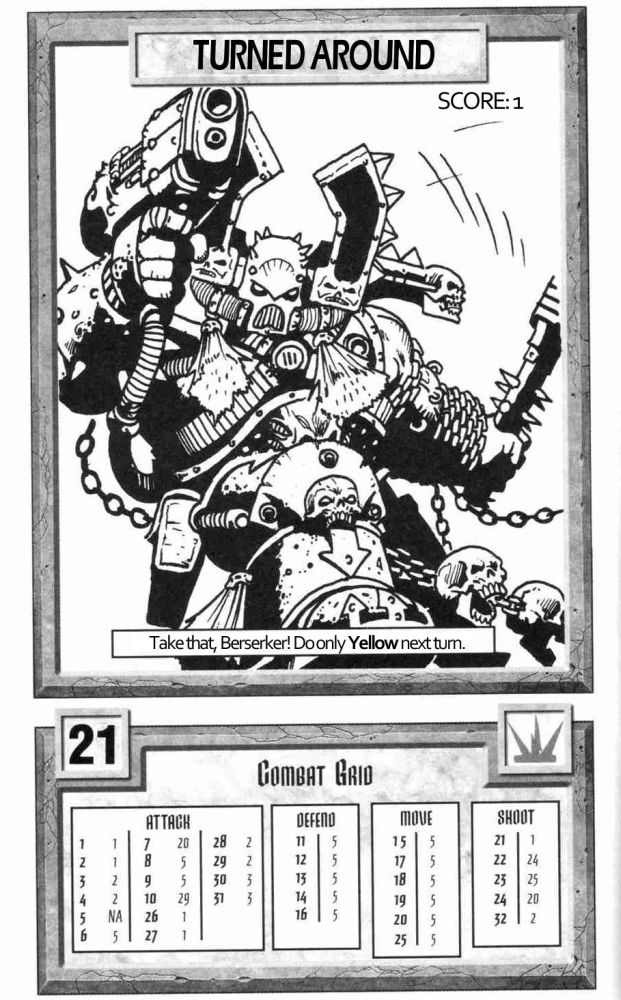 TURNED AROUND
SCORE: 1
Take that, Berserker! Do only Yellow next turn.
21
COMBAT GRID
ATTACK
1 1 7 20 28 2
2 1 8 5 29 2
3 2 9 5 30 3
4 2 10 29 31 3
5 NA 26 1
6 5 27 1
DEFEND
11 5
12 5
13 5
14 5
16 5
MOVE
15 5
17 5
18 5
19 5
20 5
25 5
SHOOT
21 1
22 24
23 25
24 20
32 2